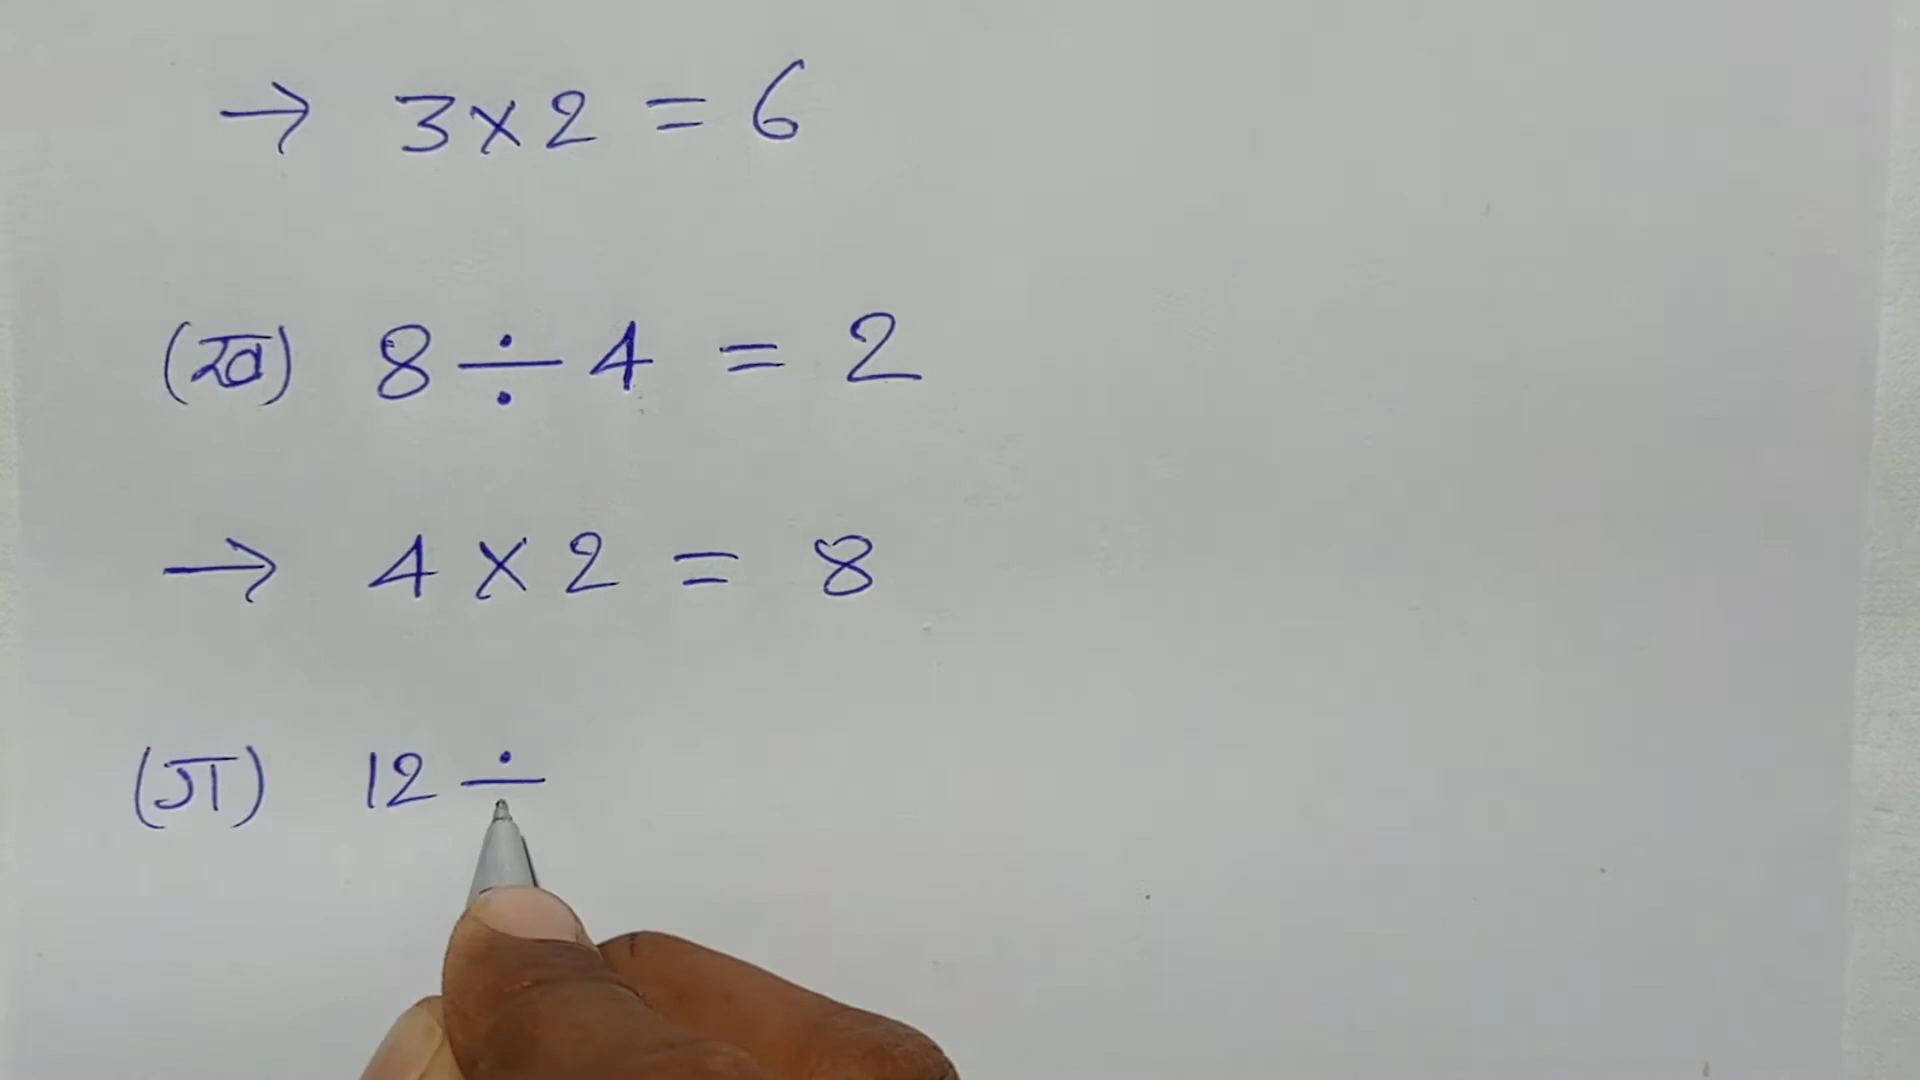 → 3×2 = 6
(ख) 8 ÷ 4 = 2
→ 4 × 2 = 8
(ग) 12 ÷